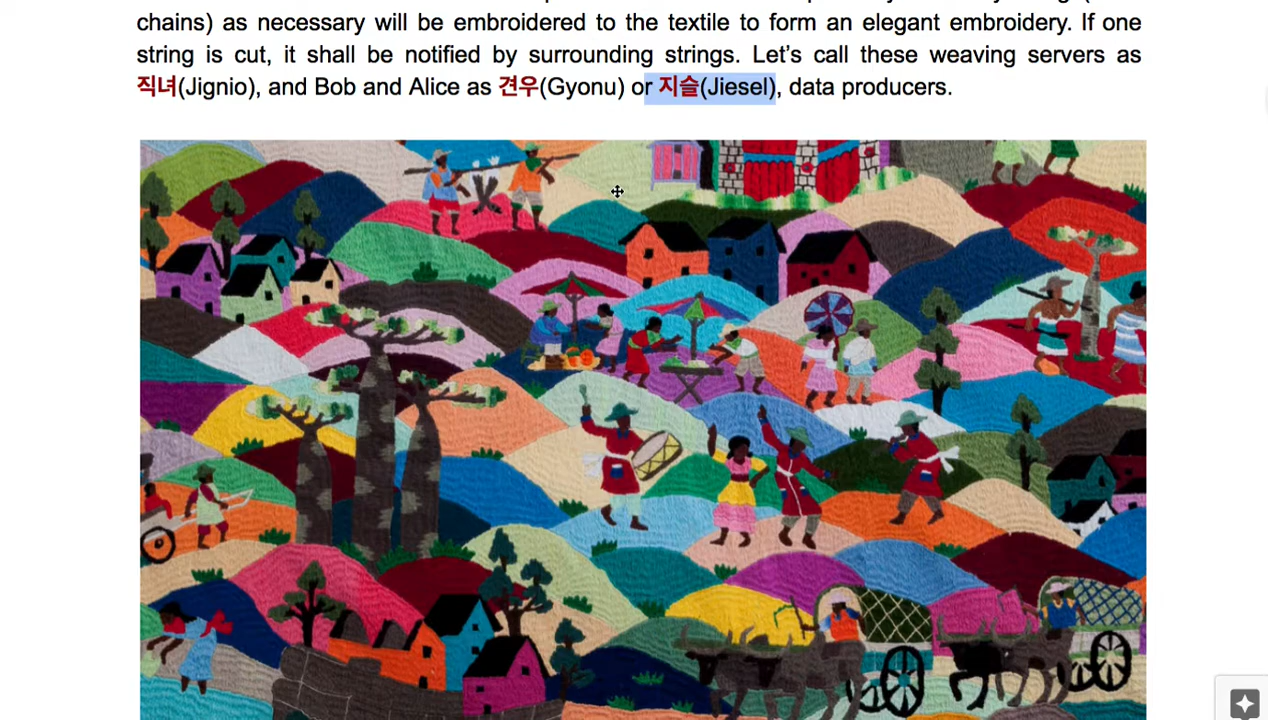 chains) as necessary will be embroidered to the textile to form an elegant embroidery. If one
string is cut, it shall be notified by surrounding strings. Let’s call these weaving servers as
직녀(Jignio), and Bob and Alice as 견우(Gyonu) or 지슬(Jiesel), data producers.